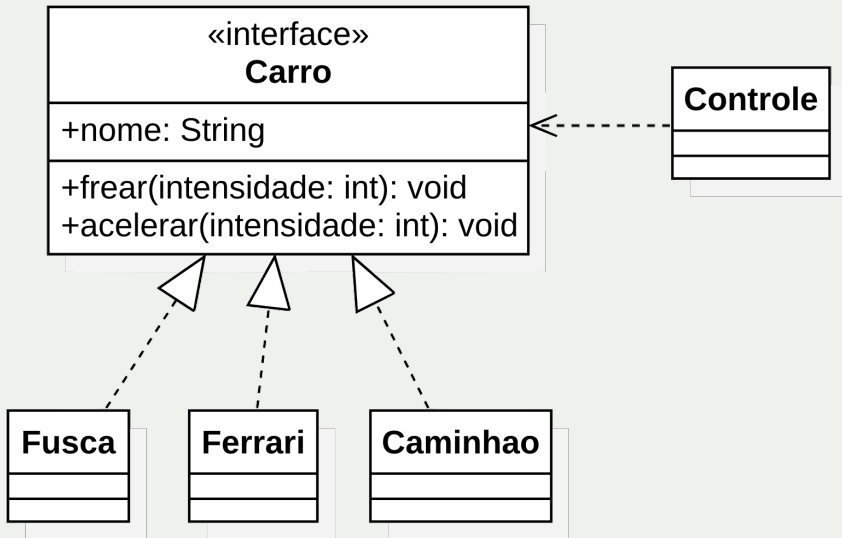 «interface»
Carro
+nome: String
+frear(intensidade: int): void
+acelerar(intensidade: int): void
Controle
Fusca
Ferrari
Caminhao